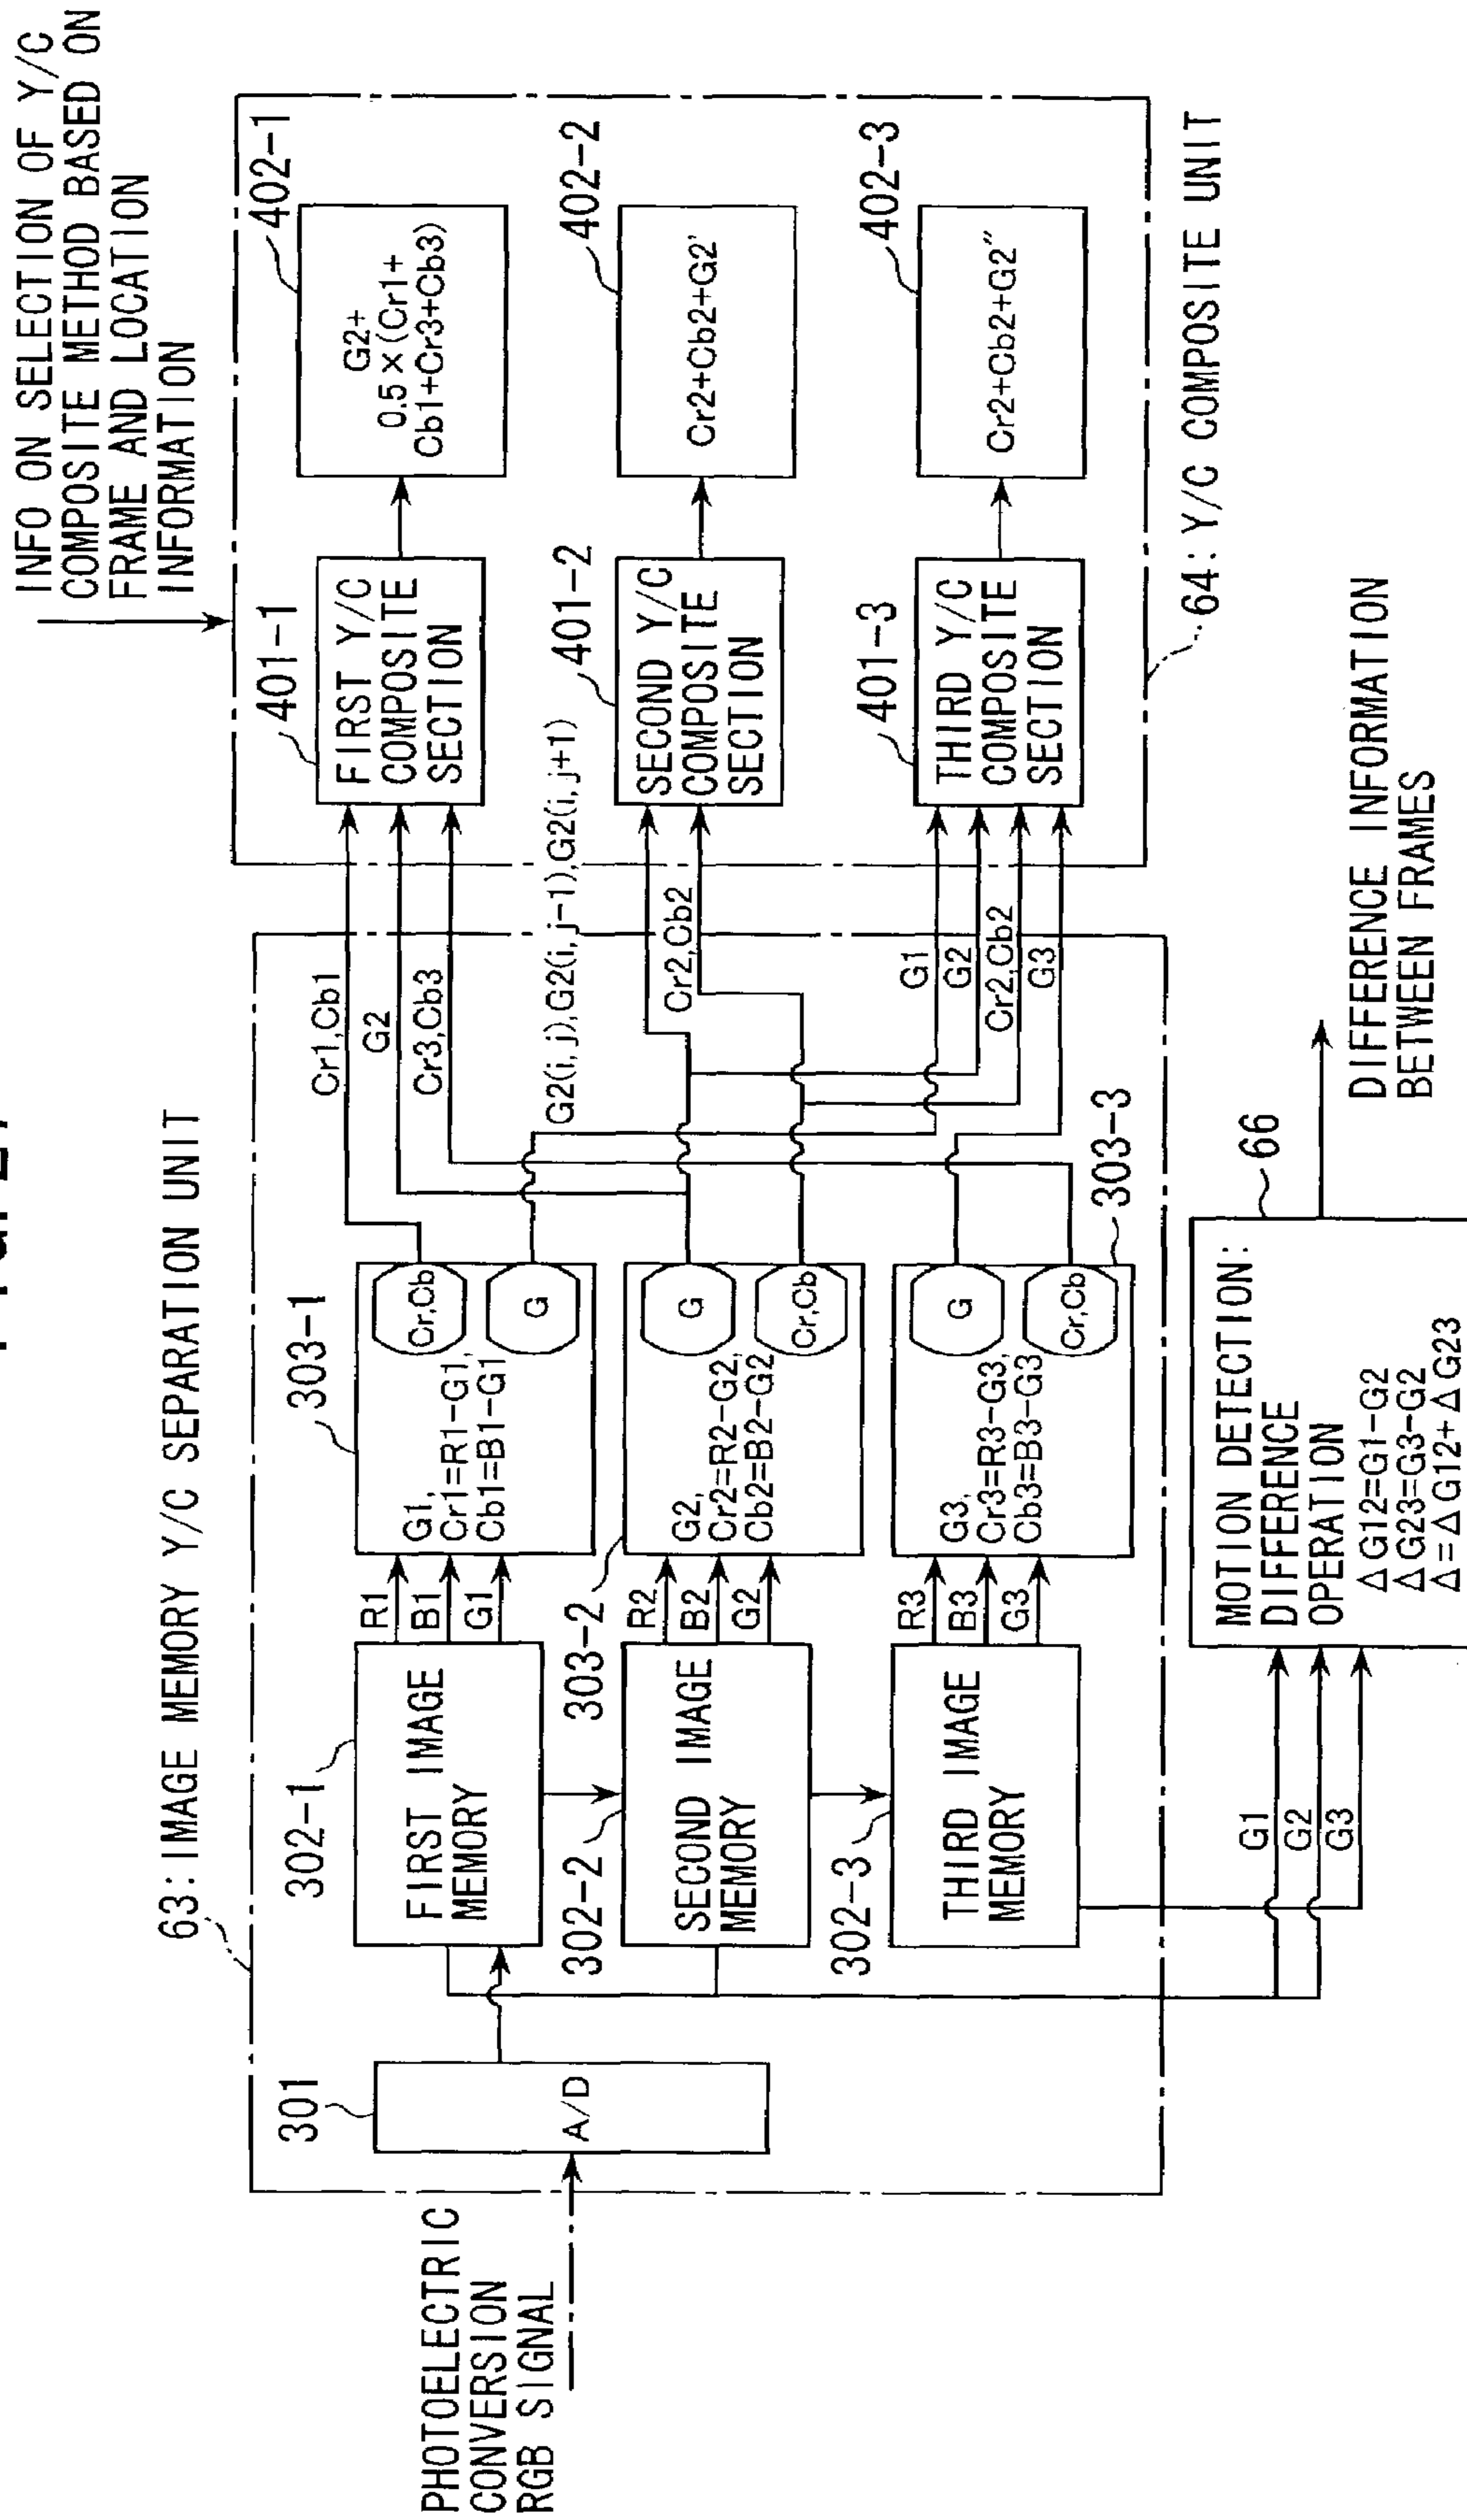 PHOTOELECTRIC
CONVERSION
RGB SIGNAL
63:IMAGE MEMORY Y/C SEPARATION UNIT
301
A/D
302-1
FIRST IMAGE
MEMORY
302-2
SECOND IMAGE
MEMORY
302-3
THIRD IMAGE
MEMORY
R1
B1
G1
R2
B2
G2
R3
B3
G3
303-1
G1,
Cr1=R1-G1,
Cb1=B1-G1
Cr,Cb
G
303-2
G2,
Cr2=R2-G2,
Cb2=B2-G2
G
Cr,Cb
303-3
G3,
Cr3=R3-G3,
Cb3=B3-G3
G
Cr,Cb
Cr1,Cb1
G2
Cr3,Cb3
G2(i,j),G2(i,j-1),G2(i,j+1)
Cr2,Cb2
G1
G2
Cr2,Cb2
G3
INFO ON SELECTION OF Y/C
COMPOSITE METHOD BASED ON
FRAME AND LOCATION
INFORMATION
401-1
FIRST Y/C
COMPOSITE
SECTION
402-1
G2+
0.5×(Cr1+
Cb1+Cr3+Cb3)
401-2
SECOND Y/C
COMPOSITE
SECTION
402-2
Cr2+Cb2+G2'
401-3
THIRD Y/C
COMPOSITE
SECTION
402-3
Cr2+Cb2+G2"
64:Y/C COMPOSITE UNIT
G1
G2
G3
66
MOTION DETECTION:
DIFFERENCE
OPERATION
ΔG12=G1-G2
ΔG23=G3-G2
Δ=ΔG12+ΔG23
DIFFERENCE INFORMATION
BETWEEN FRAMES